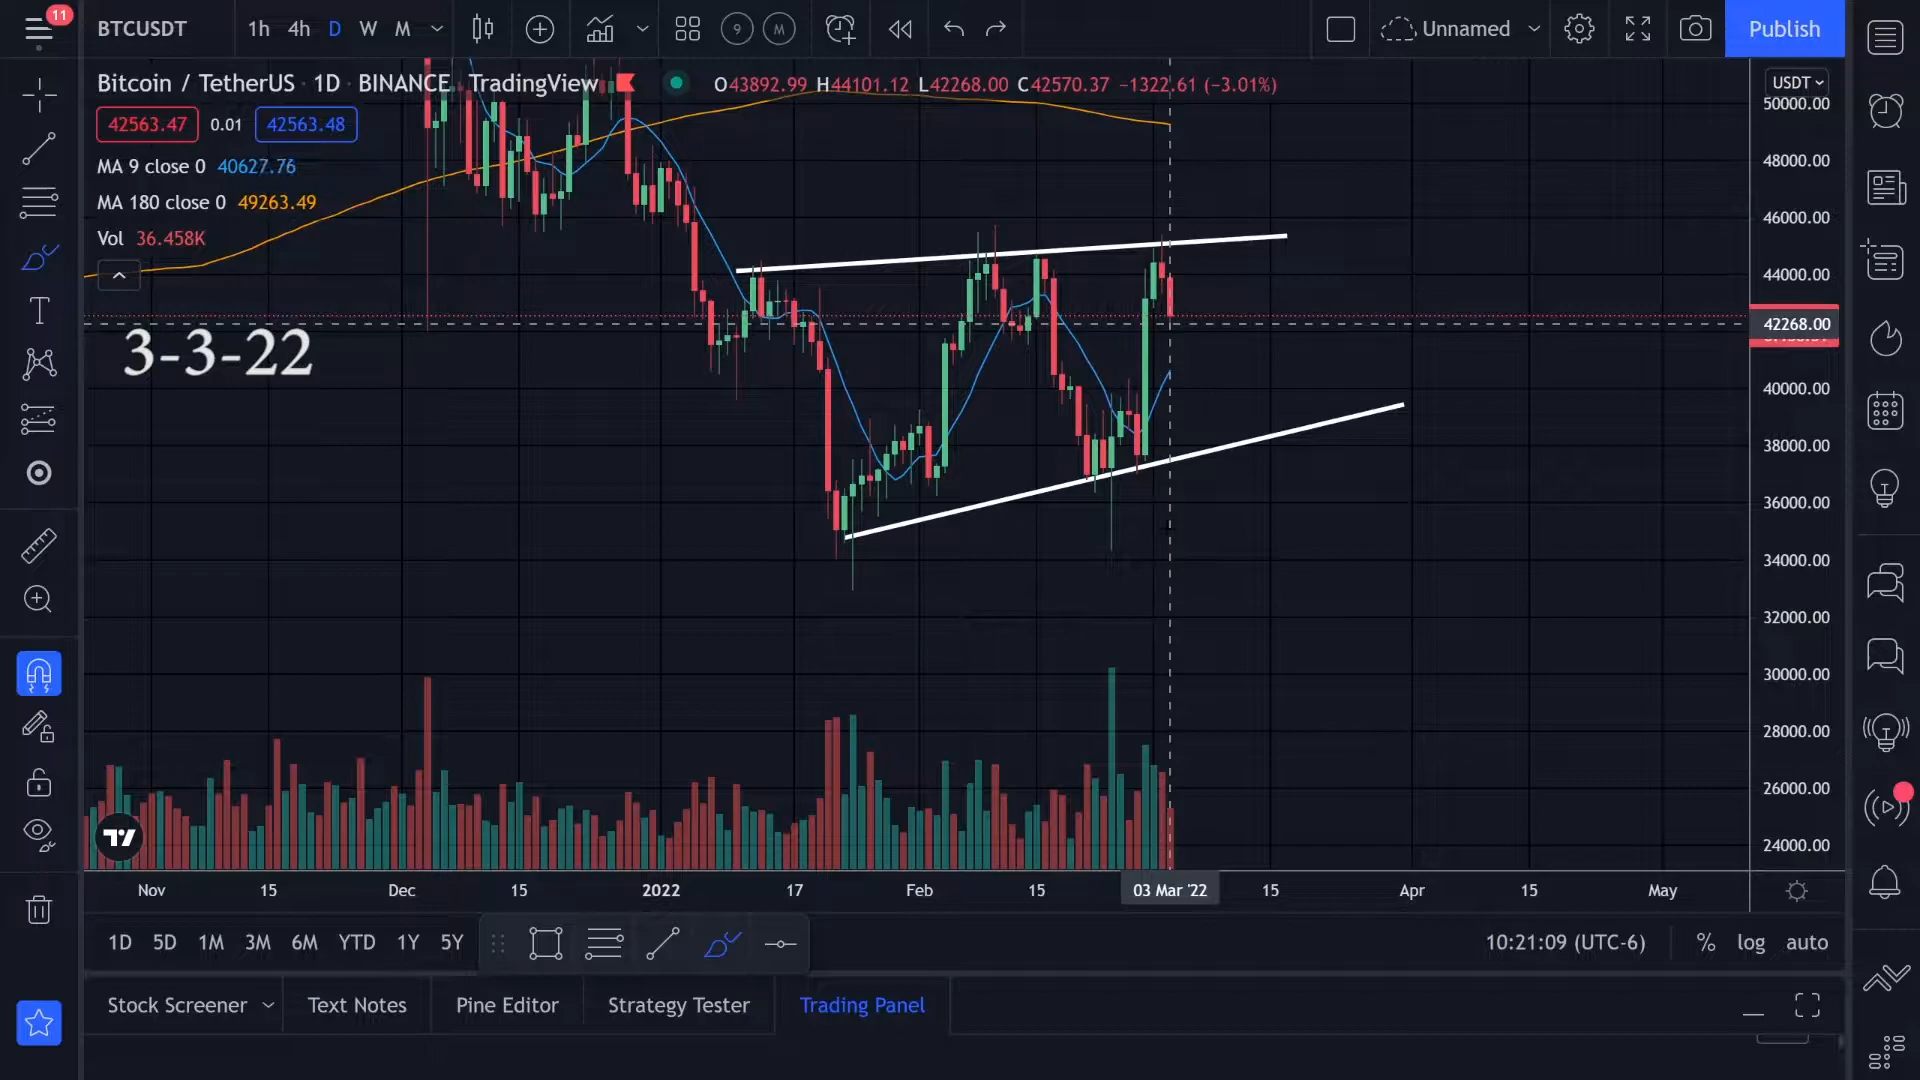 11
BTCUSDT 1h 4h D W M 9 M Unnamed Publish
Bitcoin / TetherUS · 1D · BINANCE · TradingView O43892.99 H44101.12 L42268.00 C42570.37 −1322.61 (−3.01%)
USDT
42563.47 0.01 42563.48
MA 9 close 0 40627.76
MA 180 close 0 49263.49
Vol 36.458K
3-3-22
50000.00
48000.00
46000.00
44000.00
42268.00
40000.00
38000.00
36000.00
34000.00
32000.00
30000.00
28000.00
26000.00
24000.00
Nov 15 Dec 15 2022 17 Feb 15 03 Mar '22 15 Apr 15 May
1D 5D 1M 3M 6M YTD 1Y 5Y 10:21:09 (UTC-6) % log auto
Stock Screener Text Notes Pine Editor Strategy Tester Trading Panel